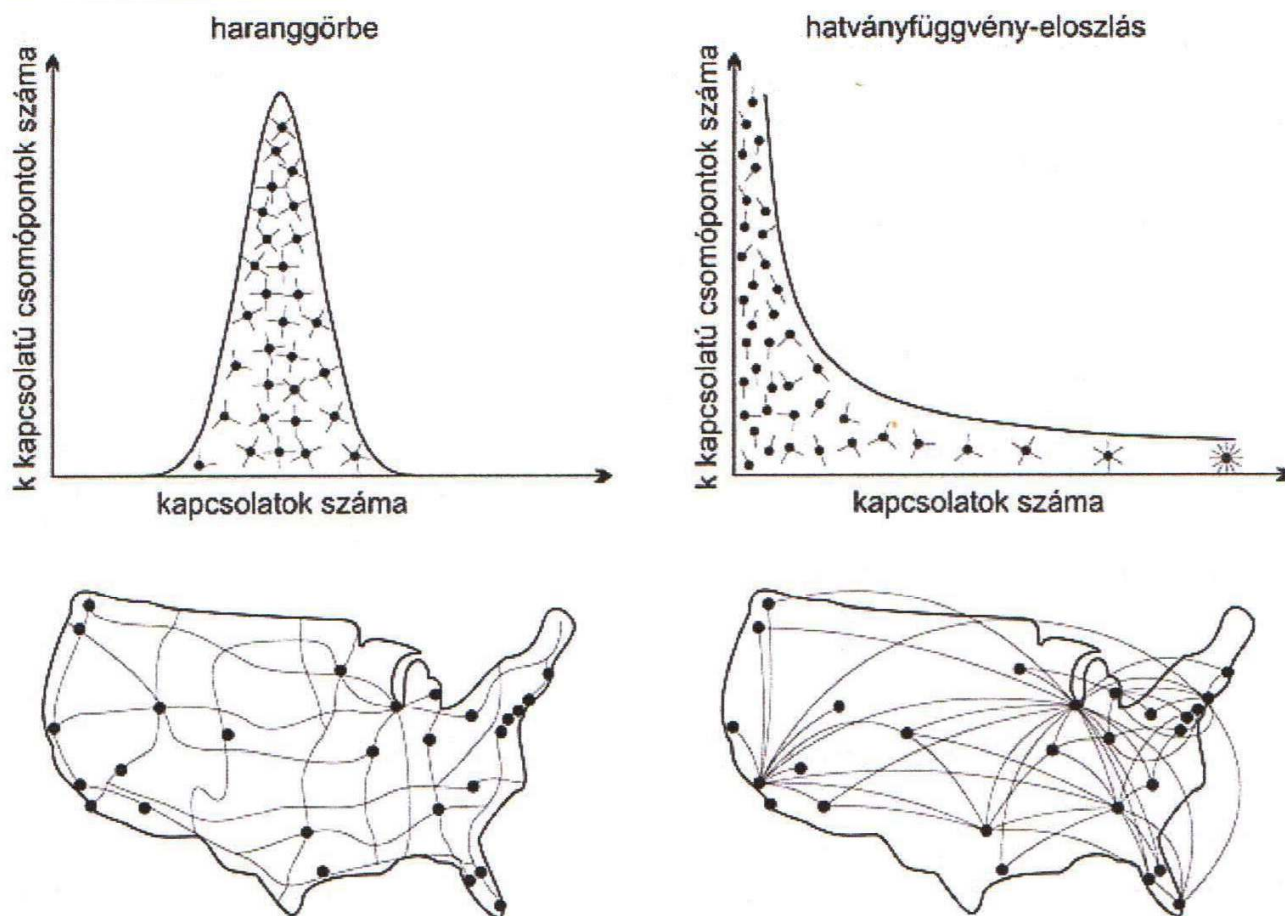 haranggörbe
k kapcsolatú csomópontok száma
kapcsolatok száma
hatványfüggvény-eloszlás
k kapcsolatú csomópontok száma
kapcsolatok száma